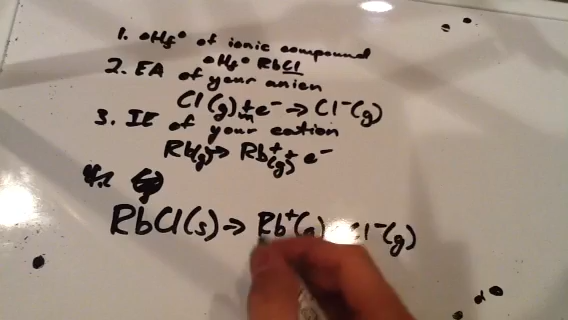 1. ΔHf° of ionic compound
ΔHf° RbCl
2. EA of your anion
Cl(g) + e⁻ → Cl⁻(g)
3. IE of your cation
Rb(g) → Rb⁺(g) + e⁻
RbCl(s) → Rb⁺(g) Cl⁻(g)